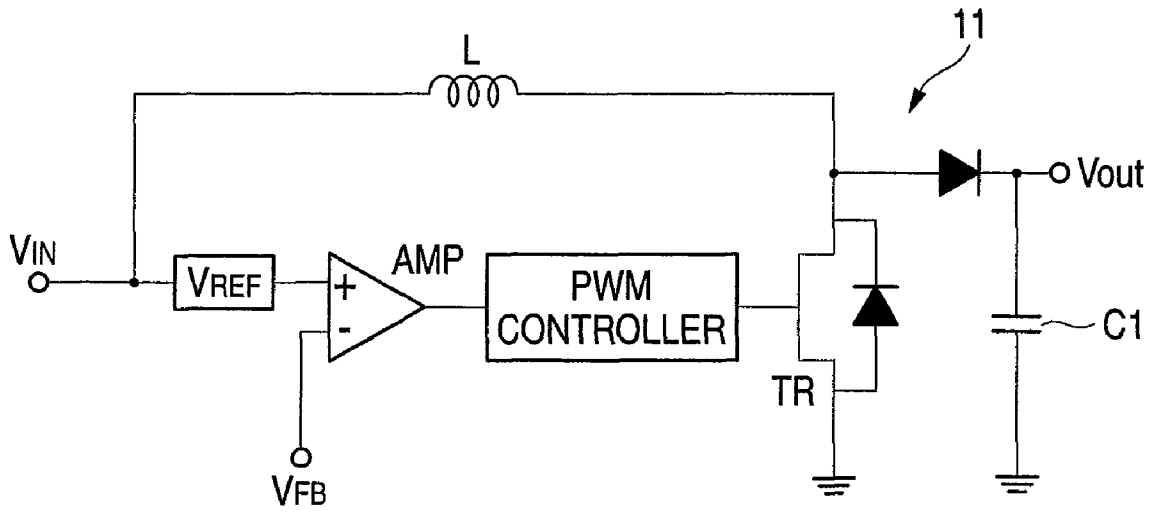 11
L
Vout
VIN
VREF
+
-
AMP
PWM
CONTROLLER
C1
TR
VFB